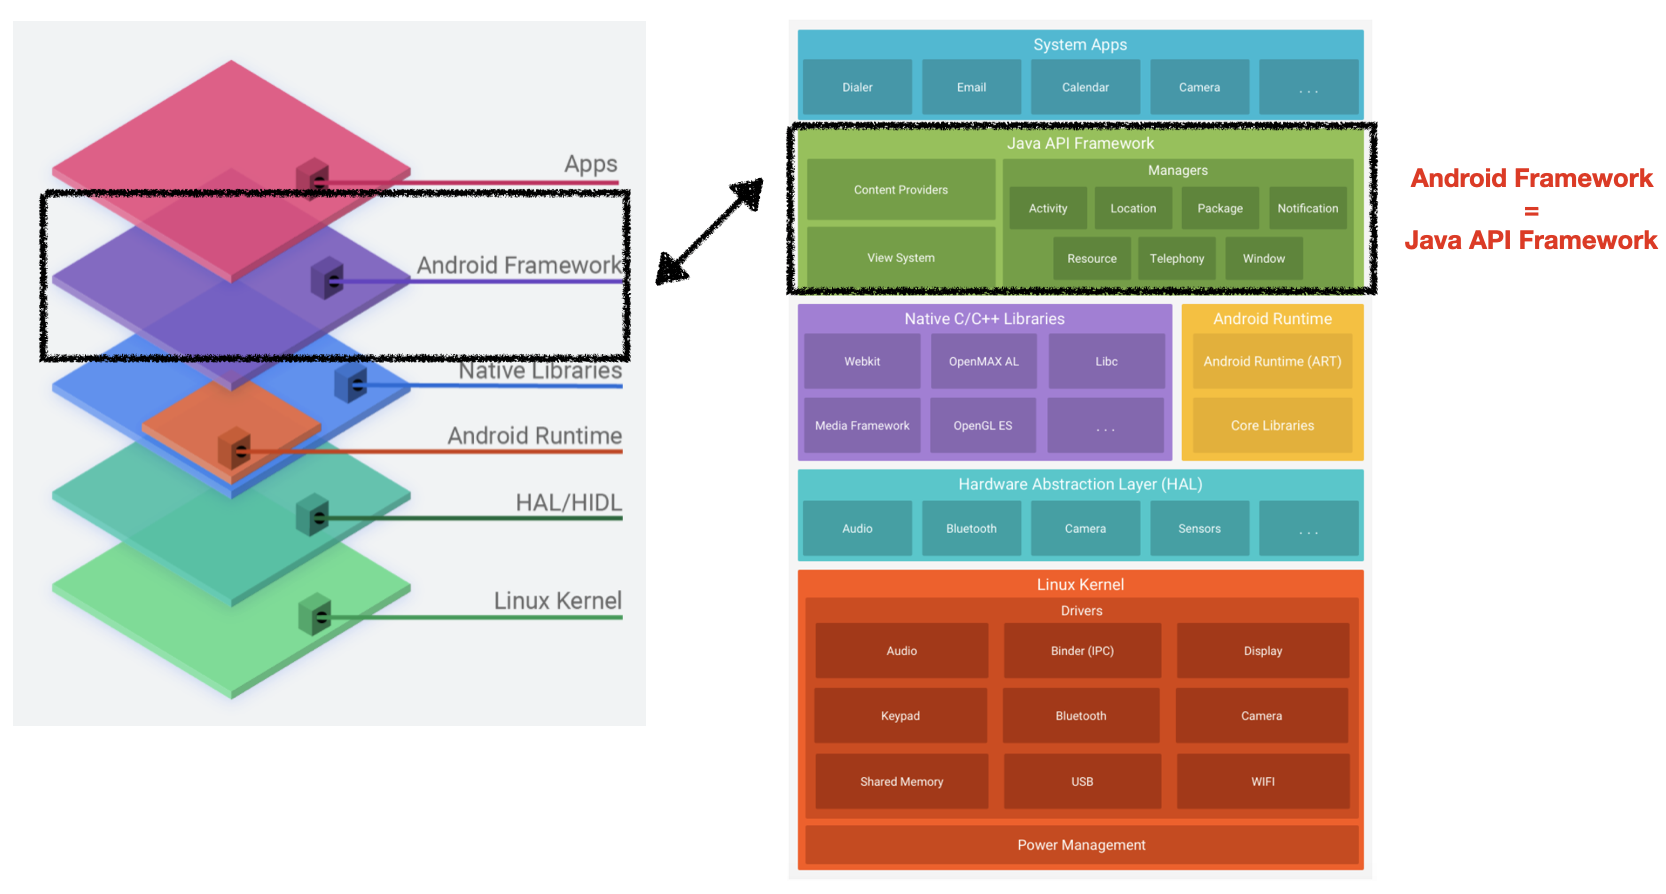 Apps
Android Framework
Native Libraries
Android Runtime
HAL/HIDL
Linux Kernel
System Apps
Dialer
Email
Calendar
Camera
. . .
Java API Framework
Content Providers
View System
Managers
Activity
Location
Package
Notification
Resource
Telephony
Window
Native C/C++ Libraries
Webkit
OpenMAX AL
Libc
Media Framework
OpenGL ES
. . .
Android Runtime
Android Runtime (ART)
Core Libraries
Hardware Abstraction Layer (HAL)
Audio
Bluetooth
Camera
Sensors
. . .
Linux Kernel
Drivers
Audio
Binder (IPC)
Display
Keypad
Bluetooth
Camera
Shared Memory
USB
WIFI
Power Management
Android Framework
=
Java API Framework